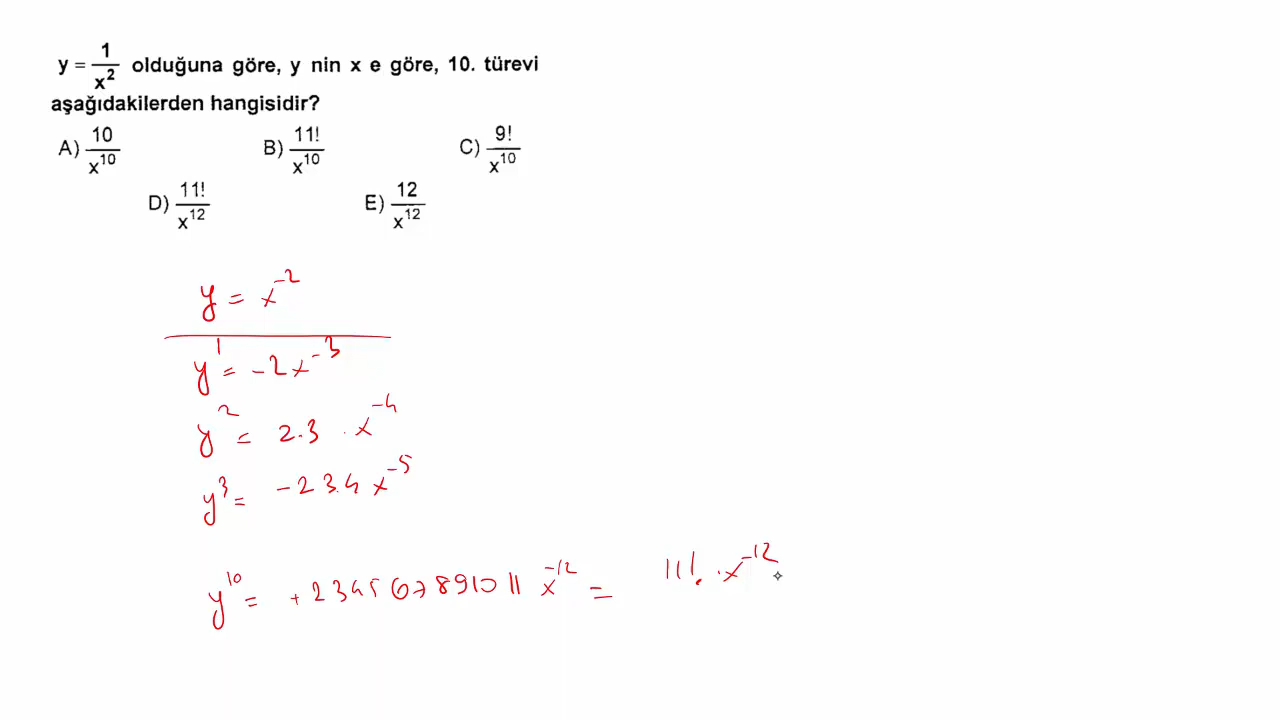 y = 1/x² olduğuna göre, y nin x e göre, 10. türevi
aşağıdakilerden hangisidir?
A) 10/x¹⁰ B) 11!/x¹⁰ C) 9!/x¹⁰
D) 11!/x¹² E) 12/x¹²
y = x⁻²
y¹ = -2x⁻³
y² = 2.3 . x⁻⁴
y³ = -2 3.4 x⁻⁵
y¹⁰ = +2 3 4 5 6 7 8 9 10 11 x⁻¹² = 11! . x⁻¹²